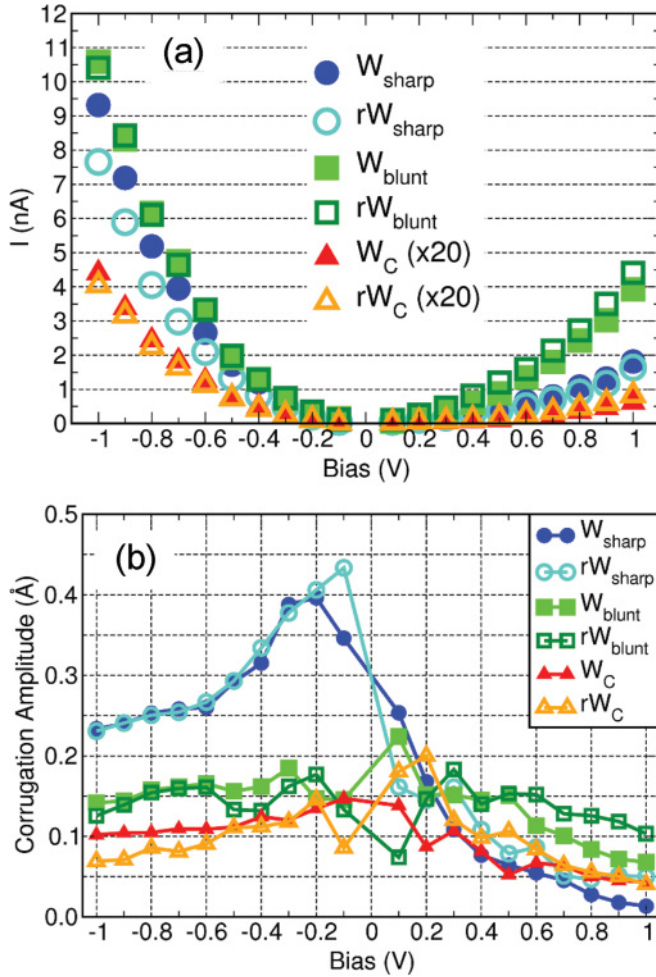 (a)
12
11
10
9
8
7
6
5
4
3
2
1
0
I (nA)
W_sharp
rW_sharp
W_blunt
rW_blunt
W_C (x20)
rW_C (x20)
-1 -0.8 -0.6 -0.4 -0.2 0 0.2 0.4 0.6 0.8 1
Bias (V)
(b)
0.5
0.4
0.3
0.2
0.1
0.0
Corrugation Amplitude (Å)
W_sharp
rW_sharp
W_blunt
rW_blunt
W_C
rW_C
-1 -0.8 -0.6 -0.4 -0.2 0 0.2 0.4 0.6 0.8 1
Bias (V)